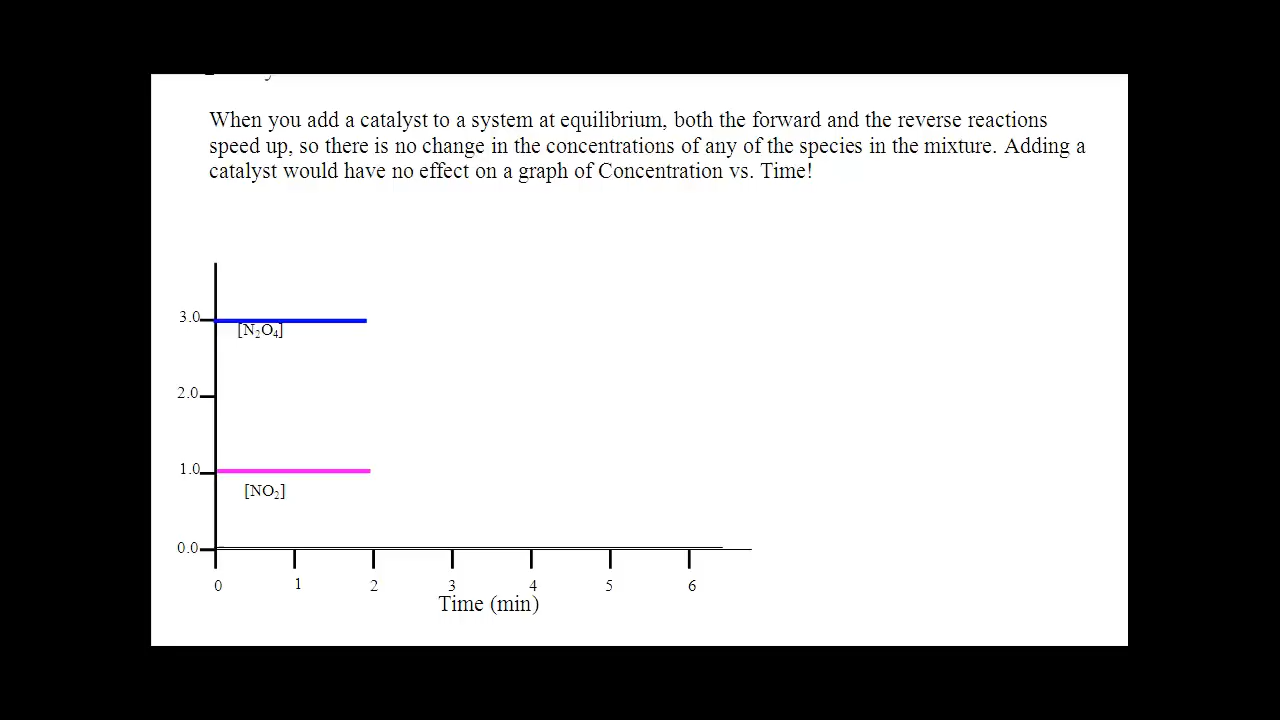 When you add a catalyst to a system at equilibrium, both the forward and the reverse reactions
speed up, so there is no change in the concentrations of any of the species in the mixture. Adding a
catalyst would have no effect on a graph of Concentration vs. Time!
3.0
[N₂O₄]
2.0
1.0
[NO₂]
0.0
0 1 2 3 4 5 6
Time (min)